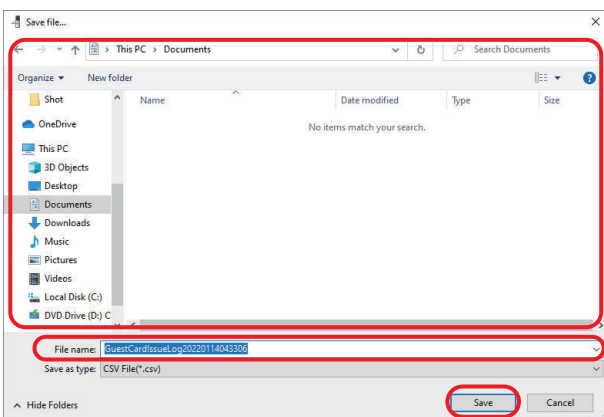 Save file...
This PC > Documents
Search Documents
Organize
New folder
Name
Date modified
Type
Size
No items match your search.
Shot
OneDrive
This PC
3D Objects
Desktop
Documents
Downloads
Music
Pictures
Videos
Local Disk (C:)
DVD Drive (D:) C
File name: GuestCardIssueLog20220114043306
Save as type: CSV File(*.csv)
Hide Folders
Save
Cancel